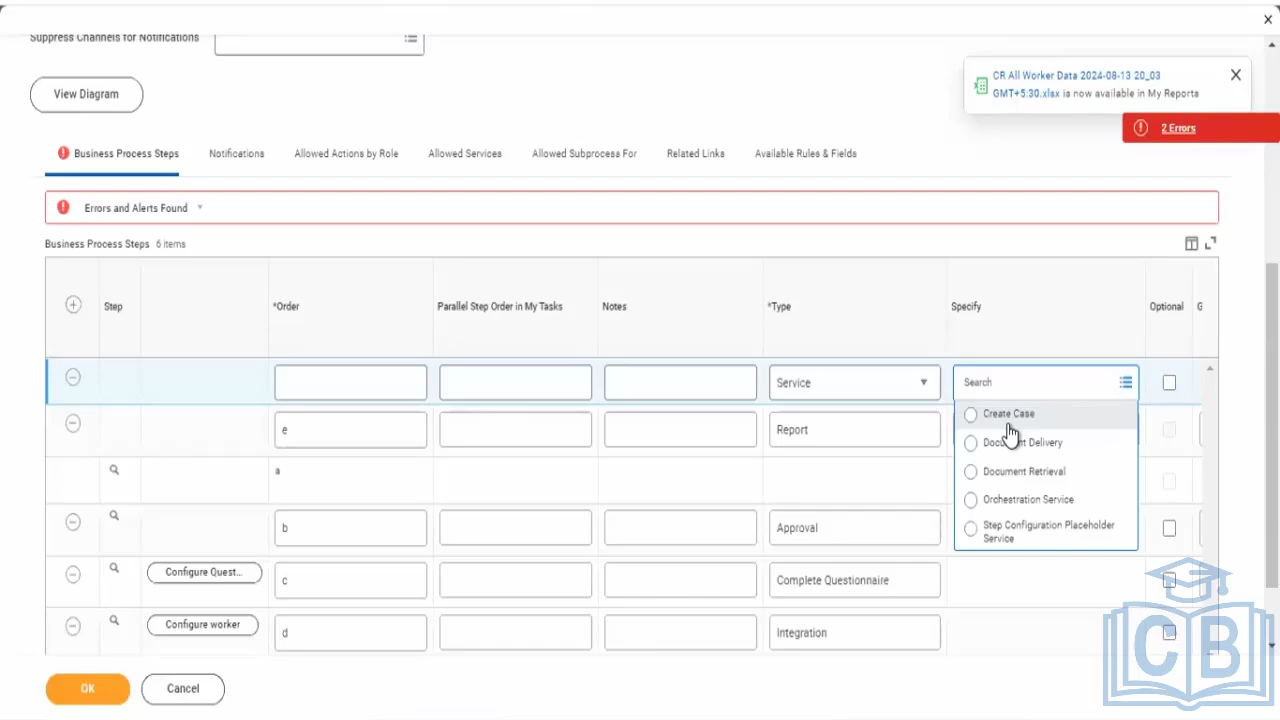 Suppress Channels for Notifications
View Diagram
CR All Worker Data 2024-08-13 20_03
GMT+5:30.xlsx is now available in My Reports
2 Errors
Business Process Steps Notifications Allowed Actions by Role Allowed Services Allowed Subprocess For Related Links Available Rules & Fields
Errors and Alerts Found
Business Process Steps 6 items
Step *Order Parallel Step Order in My Tasks Notes *Type Specify Optional G
Service Search
Create Case
e Report
Document Delivery
a
Document Retrieval
Orchestration Service
b Approval
Step Configuration Placeholder
Service
Configure Quest... c Complete Questionnaire
Configure worker d Integration
OK Cancel
CB